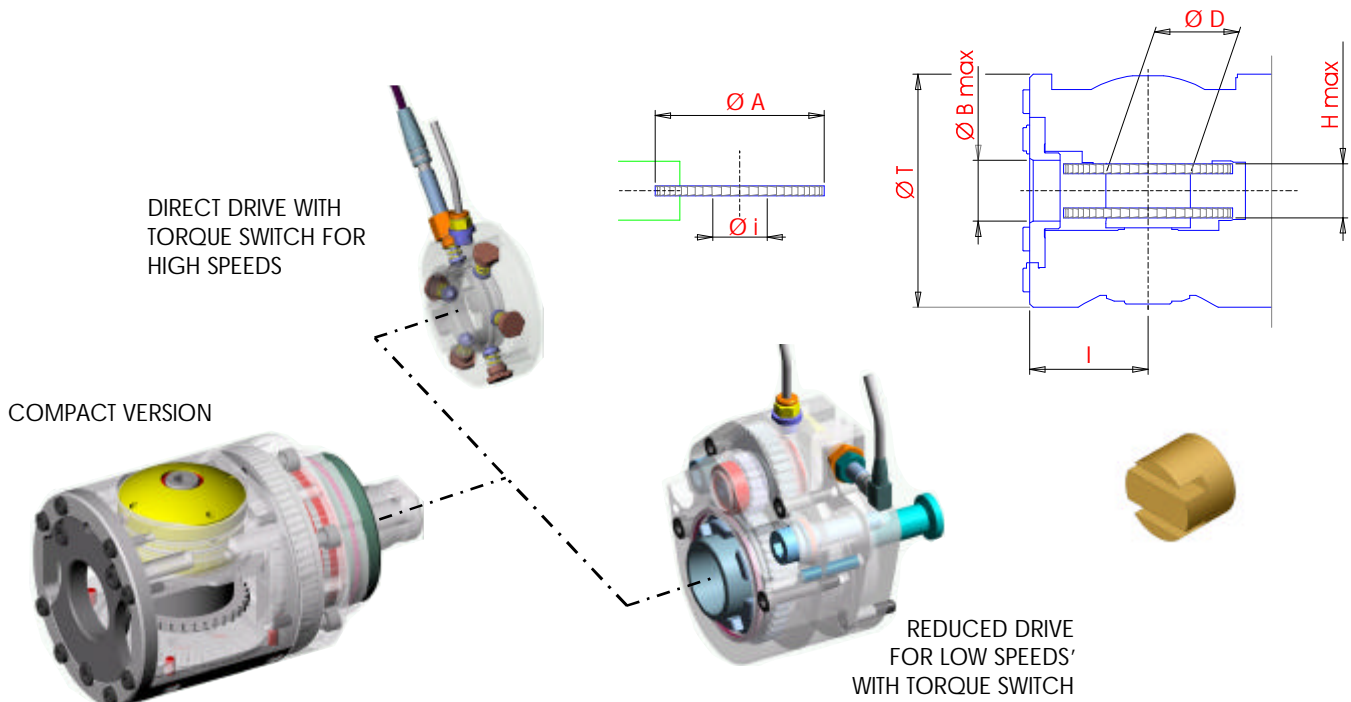 Ø D
Ø B max
Ø A
H max
Ø T
DIRECT DRIVE WITH
TORQUE SWITCH FOR
HIGH SPEEDS
Ø i
I
COMPACT VERSION
REDUCED DRIVE
FOR LOW SPEEDS’
WITH TORQUE SWITCH